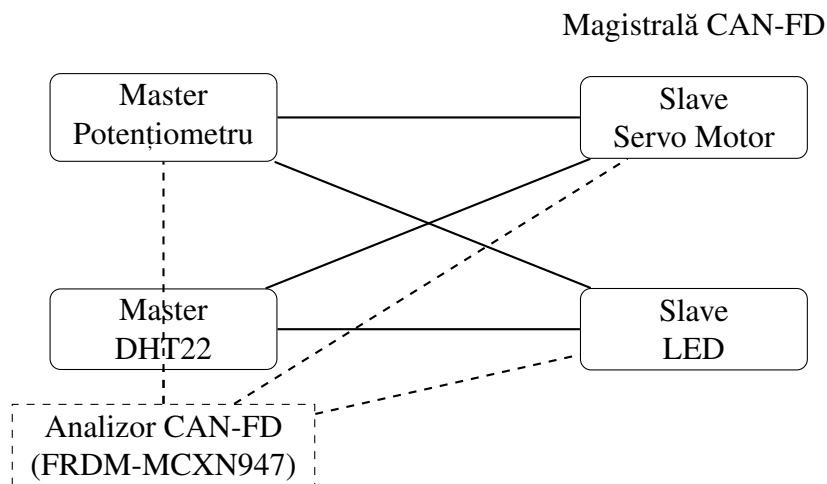 Magistrală CAN-FD
Master
Potențiometru
Slave
Servo Motor
Master
DHT22
Slave
LED
Analizor CAN-FD
(FRDM-MCXN947)